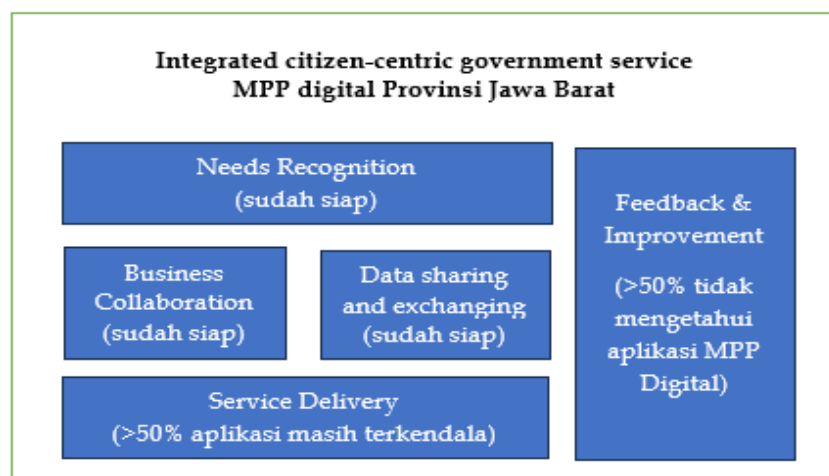 Integrated citizen-centric government service
MPP digital Provinsi Jawa Barat
Needs Recognition
(sudah siap)
Business
Collaboration
(sudah siap)
Data sharing
and exchanging
(sudah siap)
Service Delivery
(>50% aplikasi masih terkendala)
Feedback &
Improvement
(>50% tidak
mengetahui
aplikasi MPP
Digital)